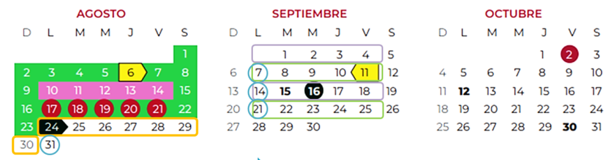 AGOSTO
D L M M J V S
1
2 3 4 5 6 7 8
9 10 11 12 13 14 15
16 17 18 19 20 21 22
23 24 25 26 27 28 29
30 31
SEPTIEMBRE
D L M M J V S
1 2 3 4 5
6 7 8 9 10 11 12
13 14 15 16 17 18 19
20 21 22 23 24 25 26
27 28 29 30
OCTUBRE
D L M M J V S
1 2 3
4 5 6 7 8 9 10
11 12 13 14 15 16 17
18 19 20 21 22 23 24
25 26 27 28 29 30 31